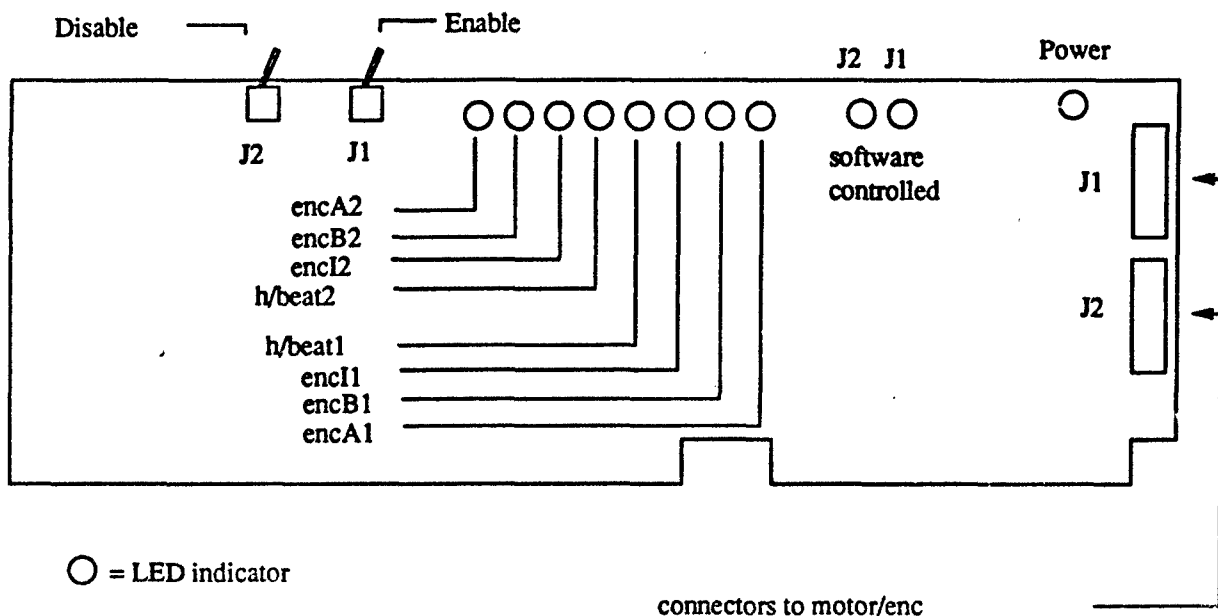 Disable
Enable
J2 J1
Power
J2
J1
software
controlled
J1
encA2
encB2
encI2
h/beat2
J2
h/beat1
encI1
encB1
encA1
= LED indicator
connectors to motor/enc